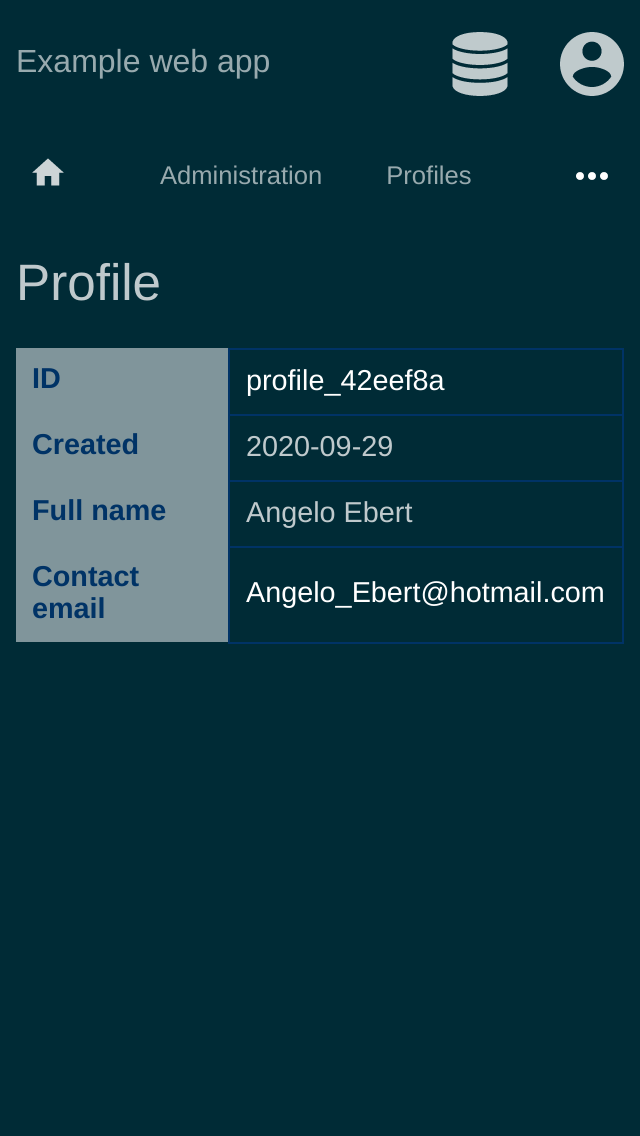 Example web app
Administration Profiles
Profile
ID profile_42eef8a
Created 2020-09-29
Full name Angelo Ebert
Contact email Angelo_Ebert@hotmail.com